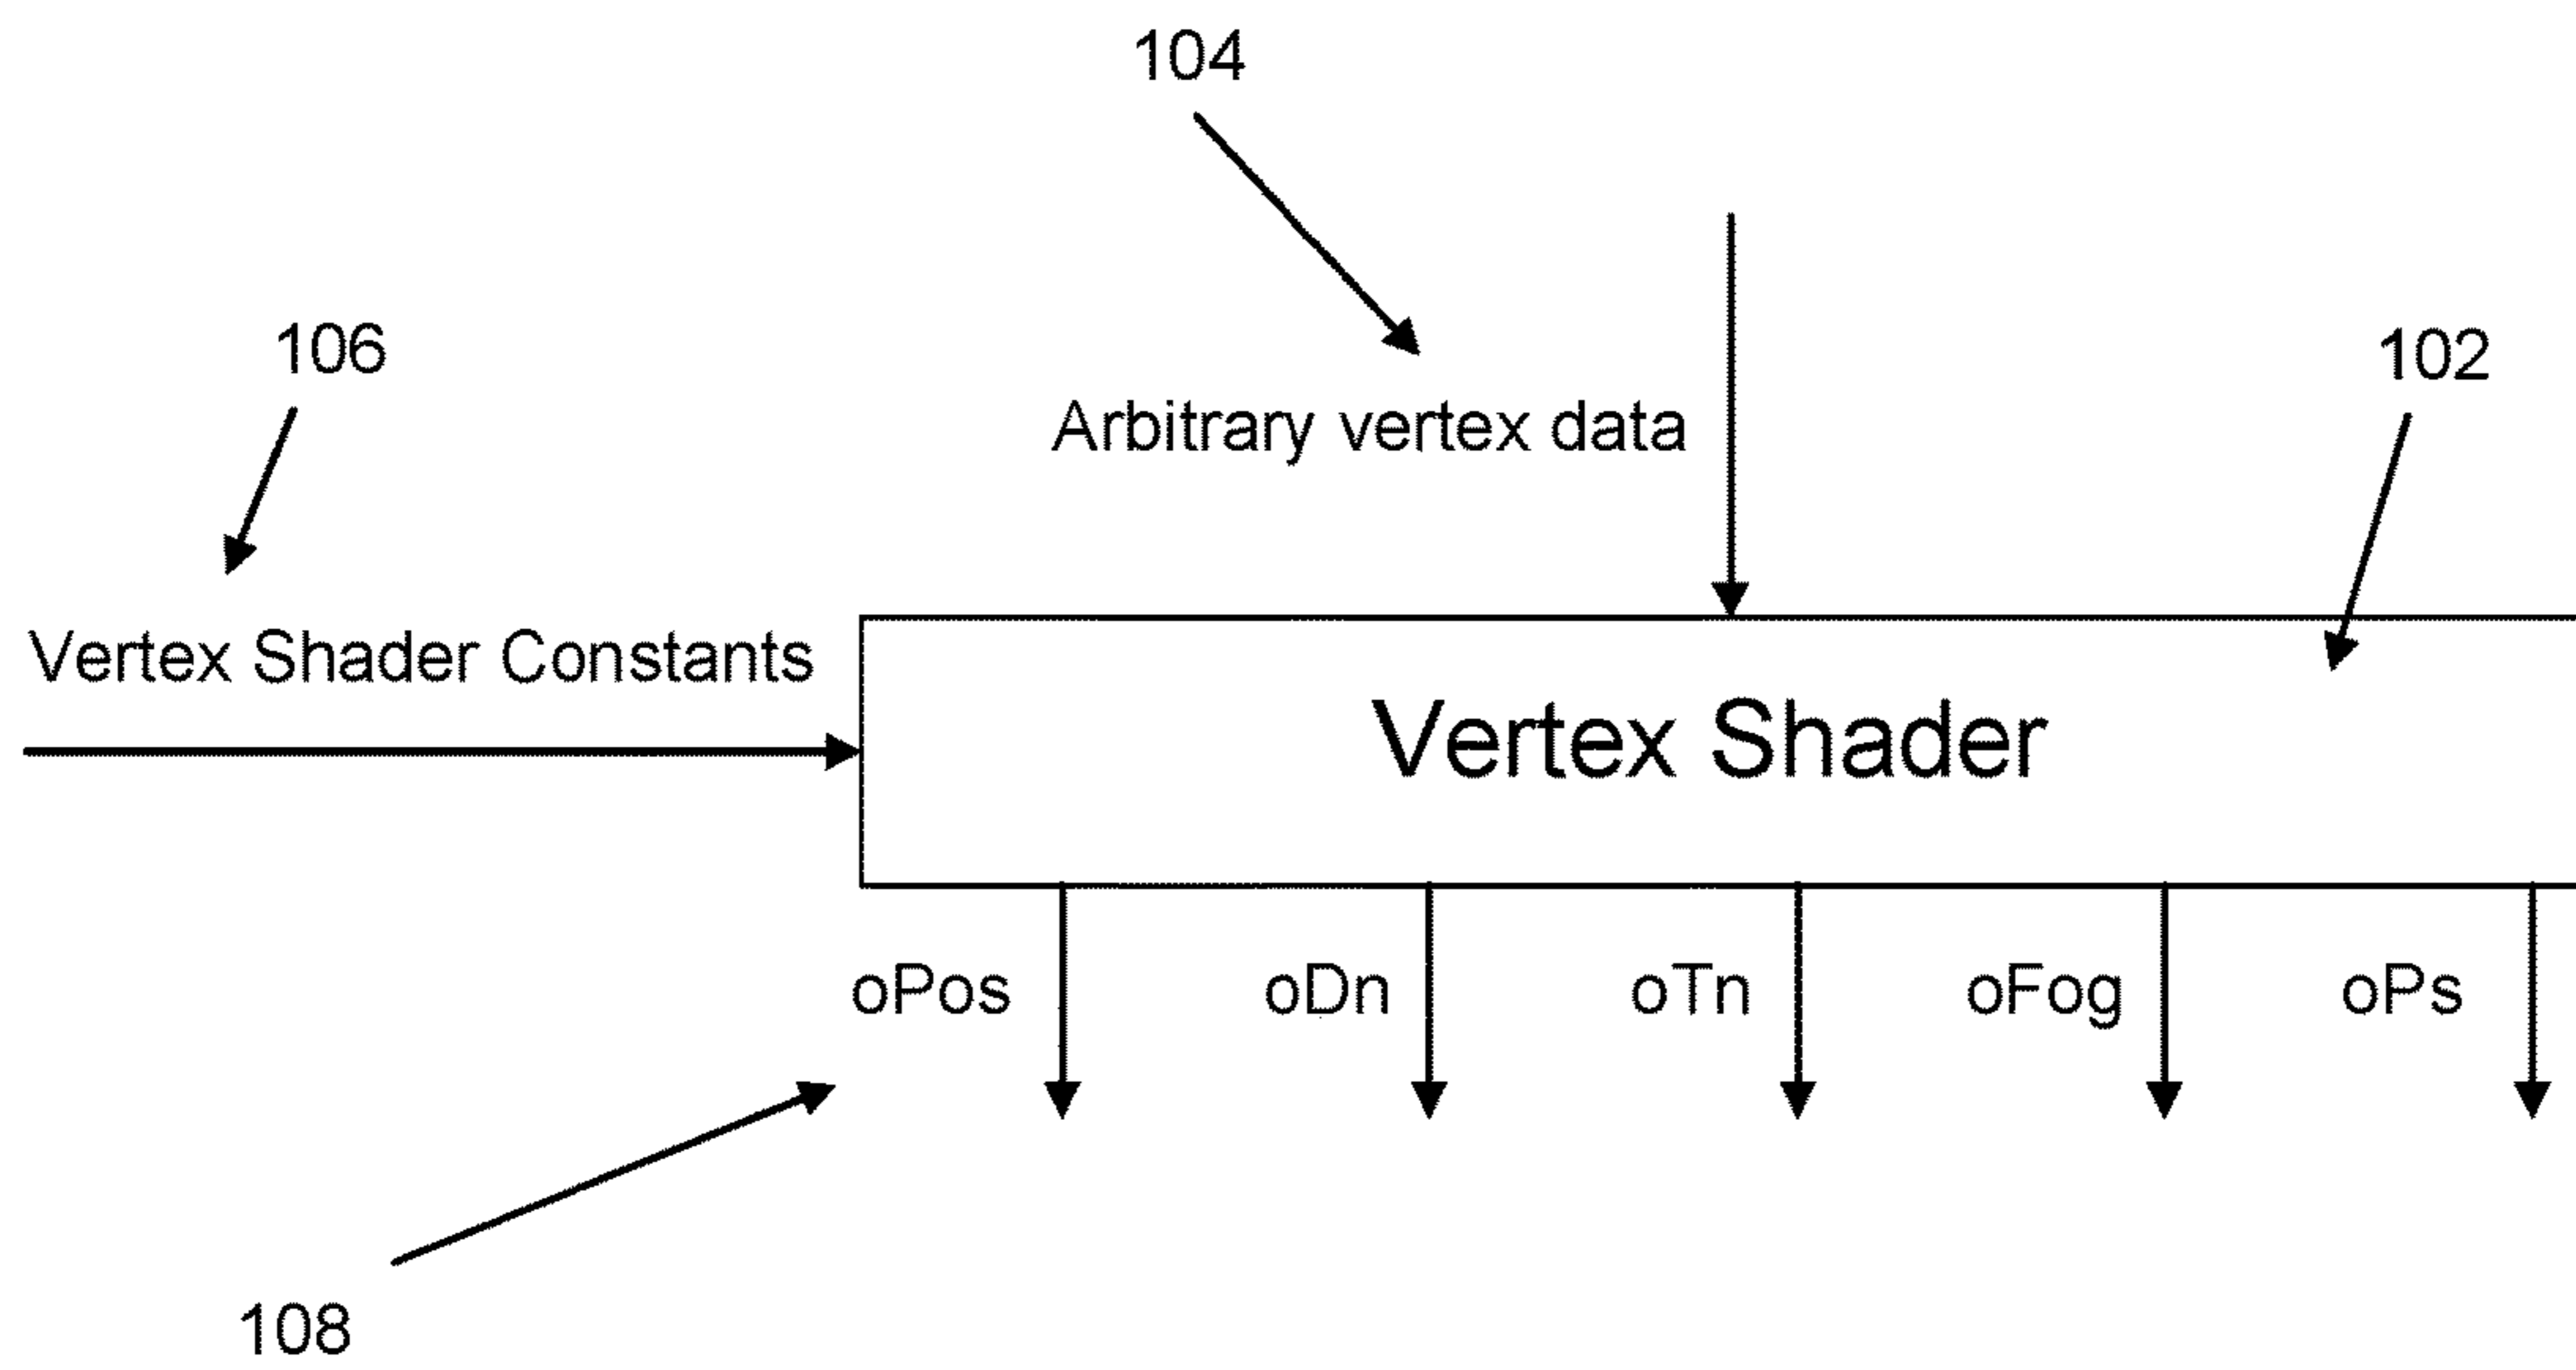 104
106
102
Arbitrary vertex data
Vertex Shader Constants
Vertex Shader
oPos oDn oTn oFog oPs
108